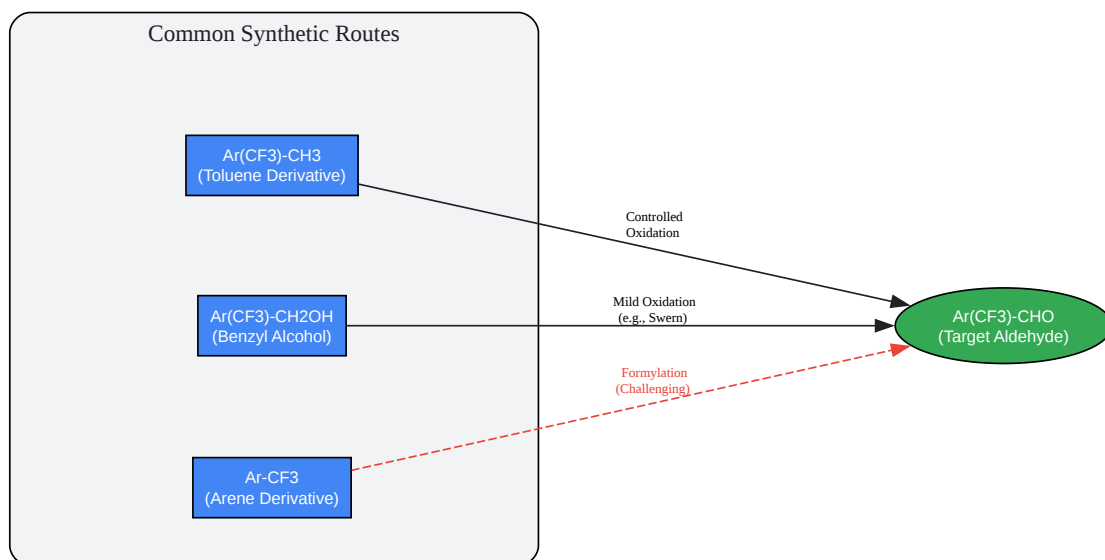 Common Synthetic Routes
Ar(CF3)-CH3
(Toluene Derivative)
Controlled
Oxidation
Ar(CF3)-CH2OH
(Benzyl Alcohol)
Mild Oxidation
(e.g., Swern)
Ar(CF3)-CHO
(Target Aldehyde)
Formylation
(Challenging)
Ar-CF3
(Arene Derivative)